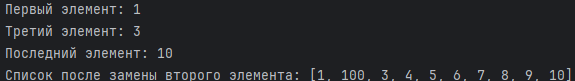 Первый элемент: 1
Третий элемент: 3
Последний элемент: 10
Список после замены второго элемента: [1, 100, 3, 4, 5, 6, 7, 8, 9, 10]